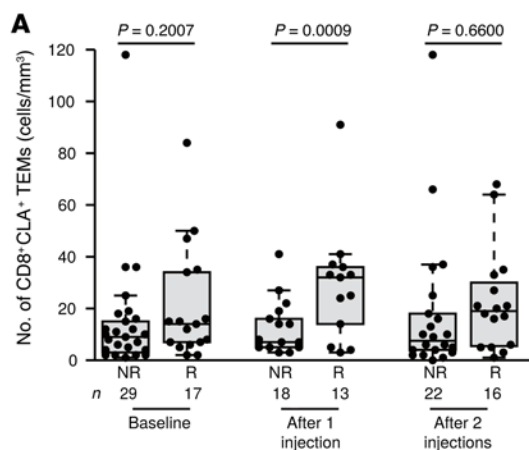 A
P = 0.2007 P = 0.0009 P = 0.6600
No. of CD8⁺CLA⁺ TEMs (cells/mm³)
120
100
80
60
40
20
0
NR R NR R NR R
n 29 17 18 13 22 16
Baseline After 1 After 2
injection injections